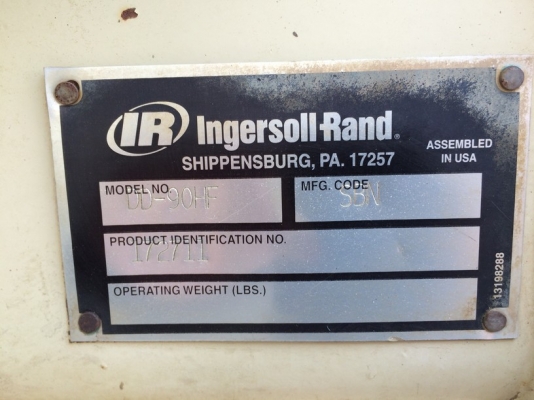 IR Ingersoll-Rand®
SHIPPENSBURG, PA. 17257
ASSEMBLED
IN USA
MODEL NO.
DD-90HF
MFG. CODE
SBN
PRODUCT IDENTIFICATION NO.
172711
OPERATING WEIGHT (LBS.)
13198288